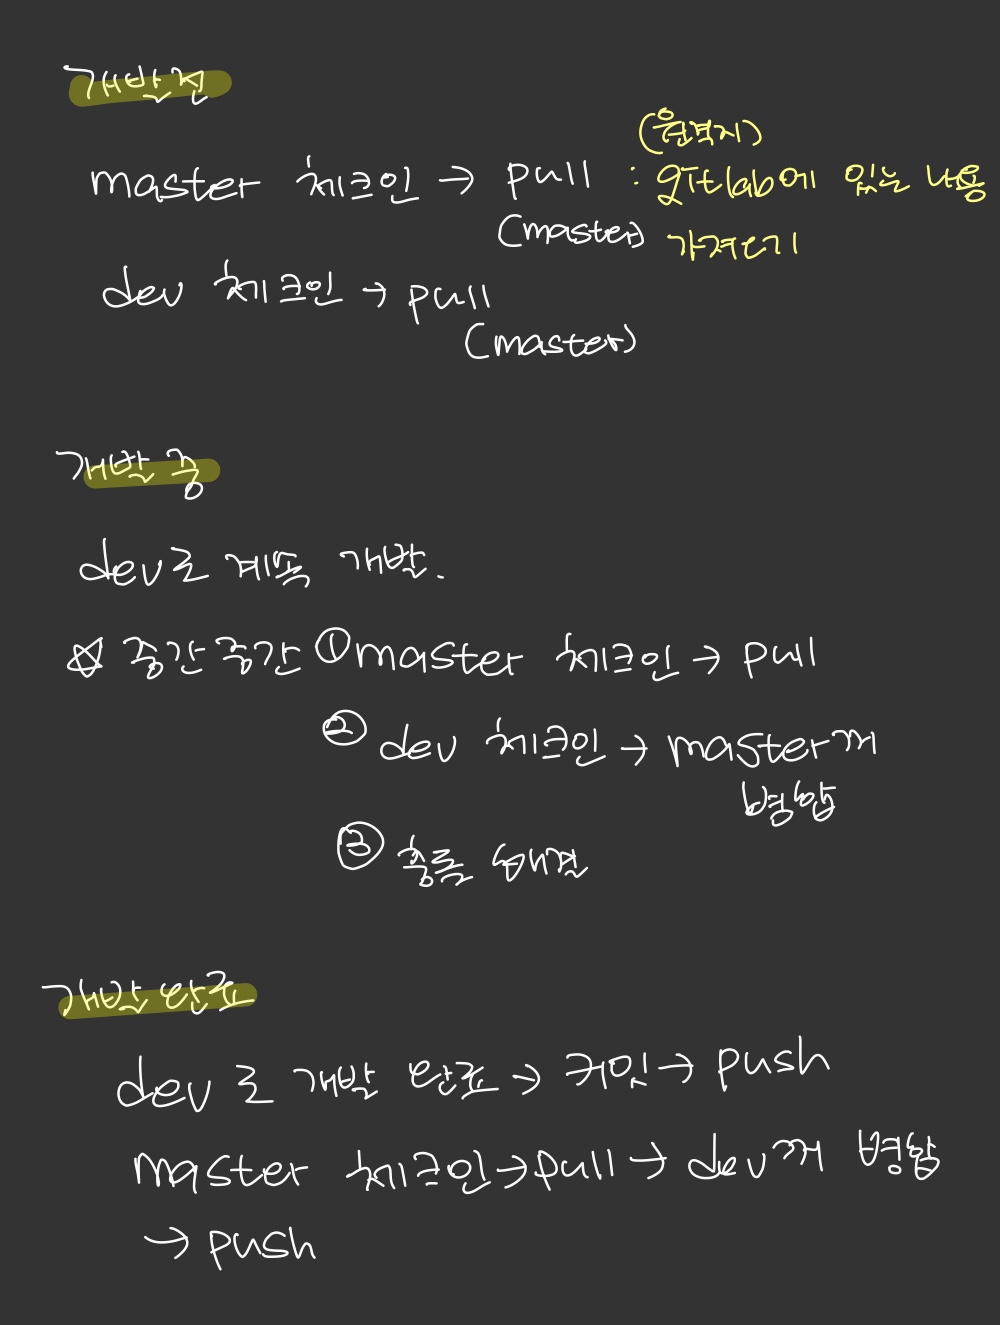 개발전
(원격지)
master 체크인 → pull : gitlab에 있는 내용
(master) 가져오기
dev 체크인 → pull
(master)
개발 중
dev로 계속 개발.
☆ 중간중간 ① master 체크인 → pull
② dev 체크인 → master꺼
병합
③ 충돌 해결
개발 완료
dev로 개발 완료 → 커밋 → push
master 체크인 → pull → dev꺼 병합
→ push